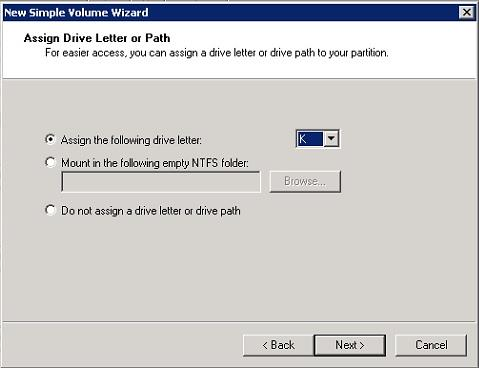 New Simple Volume Wizard
Assign Drive Letter or Path
For easier access, you can assign a drive letter or drive path to your partition.
Assign the following drive letter: K
Mount in the following empty NTFS folder:
Browse...
Do not assign a drive letter or drive path
< Back Next > Cancel